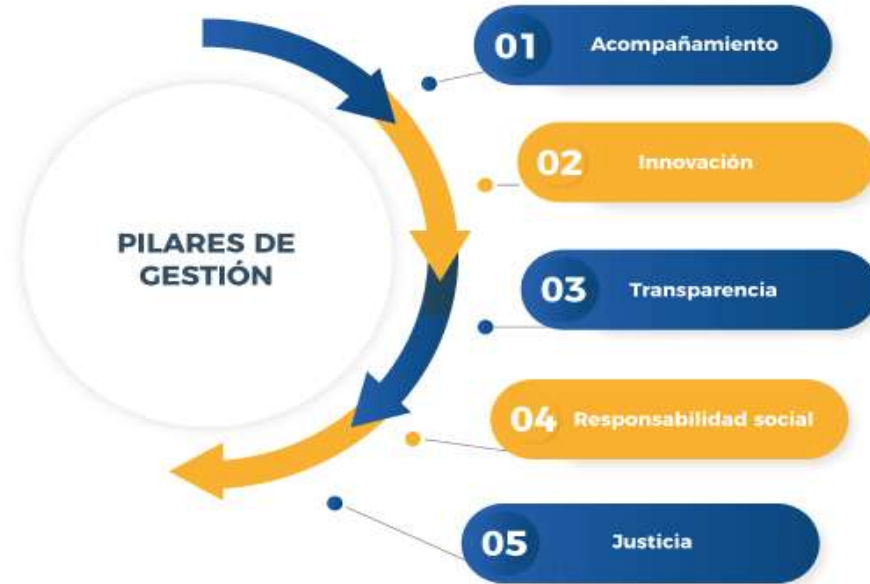 PILARES DE
GESTIÓN
01 Acompañamiento
02 Innovación
03 Transparencia
04 Responsabilidad social
05 Justicia